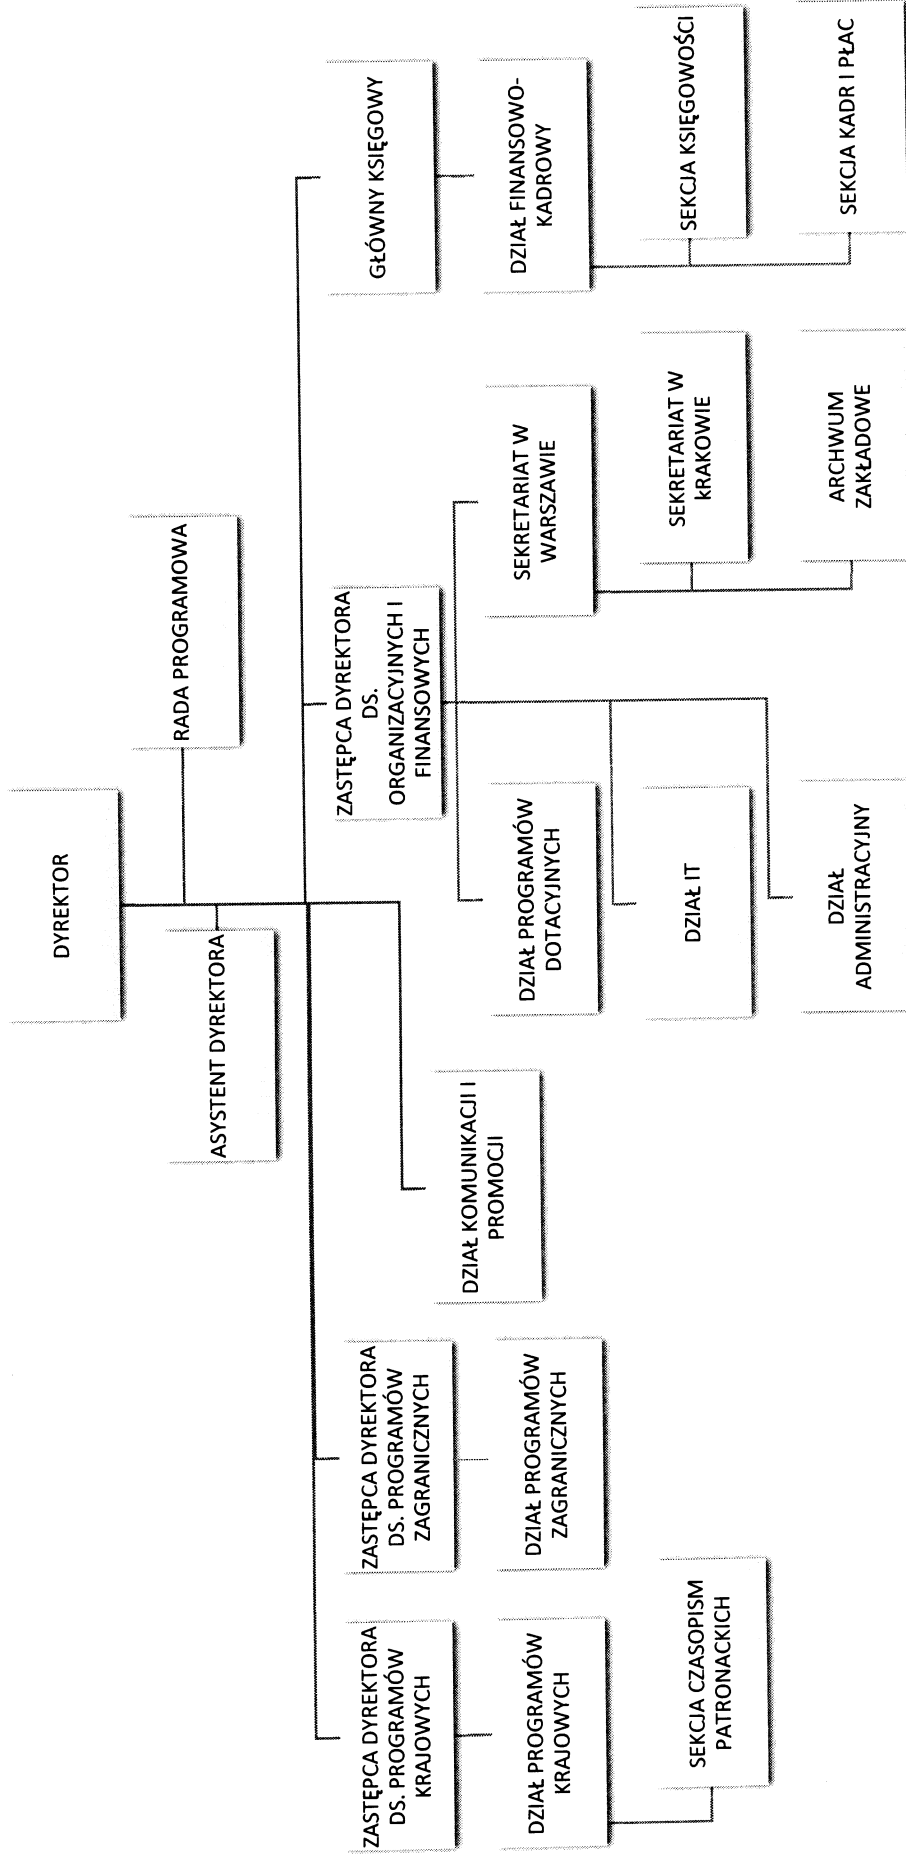 DYREKTOR
RADA PROGRAMOWA
ASYSTENT DYREKTORA
ZASTĘPCA DYREKTORA
DS. PROGRAMÓW
KRAJOWYCH
ZASTĘPCA DYREKTORA
DS. PROGRAMÓW
ZAGRANICZNYCH
DZIAŁ KOMUNIKACJI I
PROMOCJI
ZASTĘPCA DYREKTORA
DS.
ORGANIZACYJNYCH I
FINANSOWYCH
GŁÓWNY KSIĘGOWY
DZIAŁ PROGRAMÓW
KRAJOWYCH
DZIAŁ PROGRAMÓW
ZAGRANICZNYCH
DZIAŁ PROGRAMÓW
DOTACYJNYCH
SEKRETARIAT W
WARSZAWIE
DZIAŁ FINANSOWO-
KADROWY
SEKCJA CZASOPISM
PATRONACKICH
DZIAŁ IT
SEKRETARIAT W
KRAKOWIE
SEKCJA KSIĘGOWOŚCI
DZIAŁ
ADMINISTRACYJNY
ARCHWUM
ZAKŁADOWE
SEKCJA KADR I PŁAC